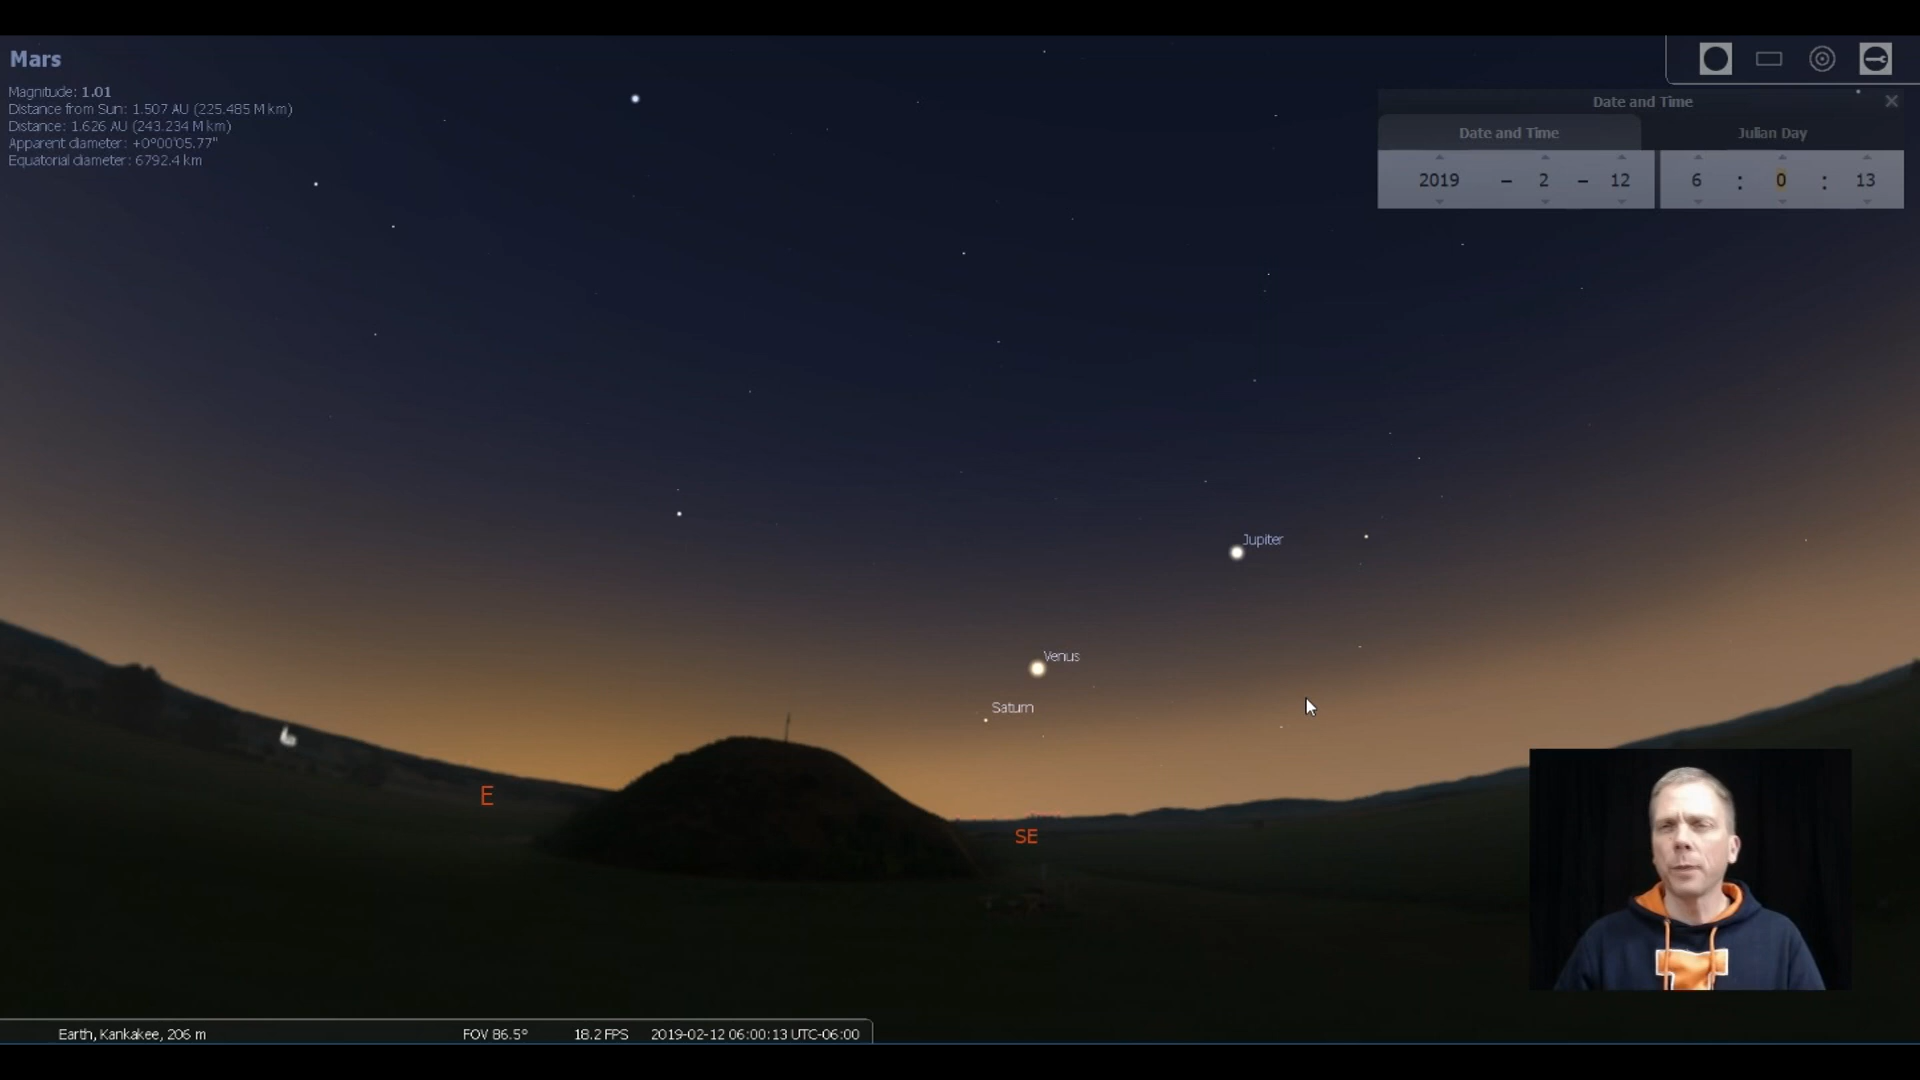 Mars
Magnitude: 1.01
Distance from Sun: 1.507 AU (225.485 M km)
Distance: 1.626 AU (243.234 M km)
Apparent diameter: +0°00'05.77"
Equatorial diameter: 6792.4 km
Date and Time
Date and Time
Julian Day
2019 - 2 - 12
6 : 0 : 13
Jupiter
Venus
Saturn
E
SE
I
Earth, Kankakee, 206 m
FOV 86.5°
18.2 FPS
2019-02-12 06:00:13 UTC-06:00